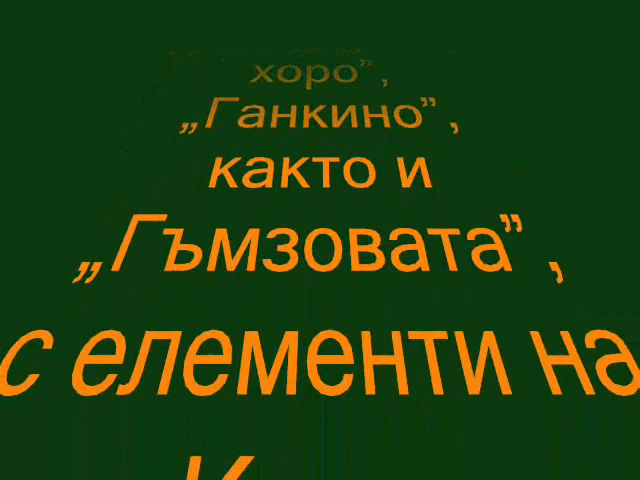 хоро”,
„Ганкино”,
както и
„Гъмзовата”,
с елементи на